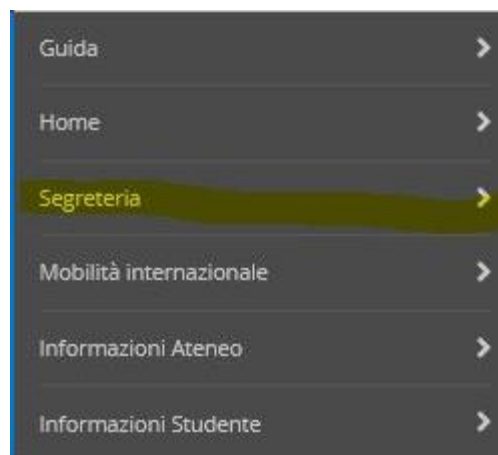 Guida
Home
Segreteria
Mobilità internazionale
Informazioni Ateneo
Informazioni Studente